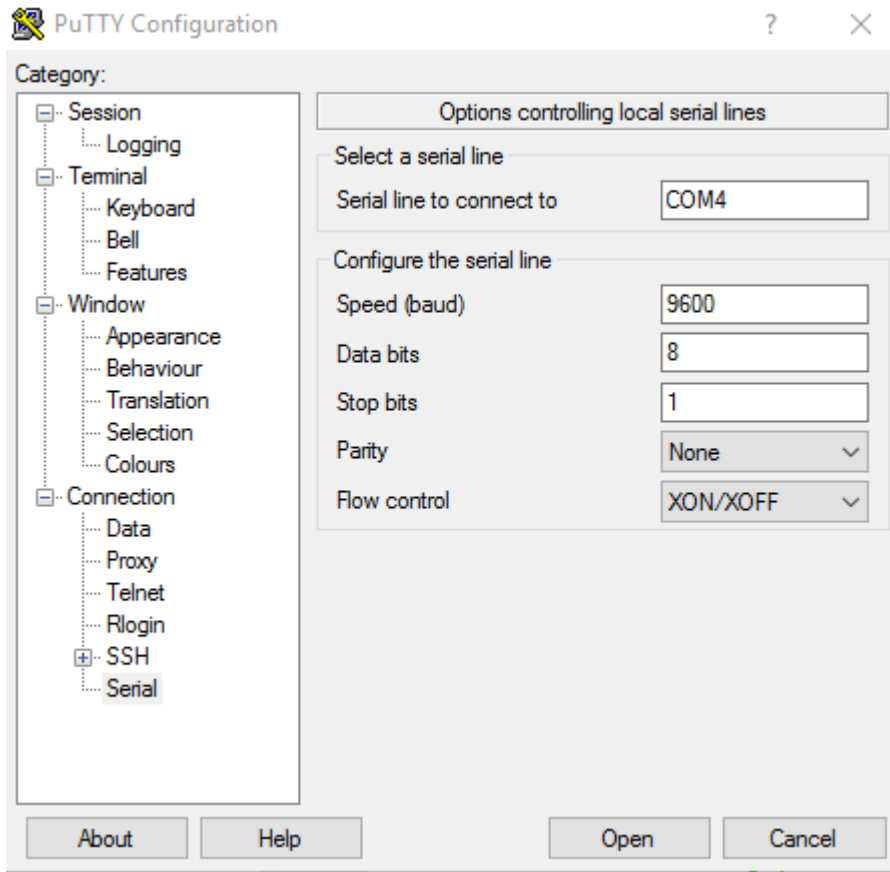 PuTTY Configuration
?
Category:
Session
Logging
Terminal
Keyboard
Bell
Features
Window
Appearance
Behaviour
Translation
Selection
Colours
Connection
Data
Proxy
Telnet
Rlogin
SSH
Serial
Options controlling local serial lines
Select a serial line
Serial line to connect to COM4
Configure the serial line
Speed (baud) 9600
Data bits 8
Stop bits 1
Parity None
Flow control XON/XOFF
About Help Open Cancel